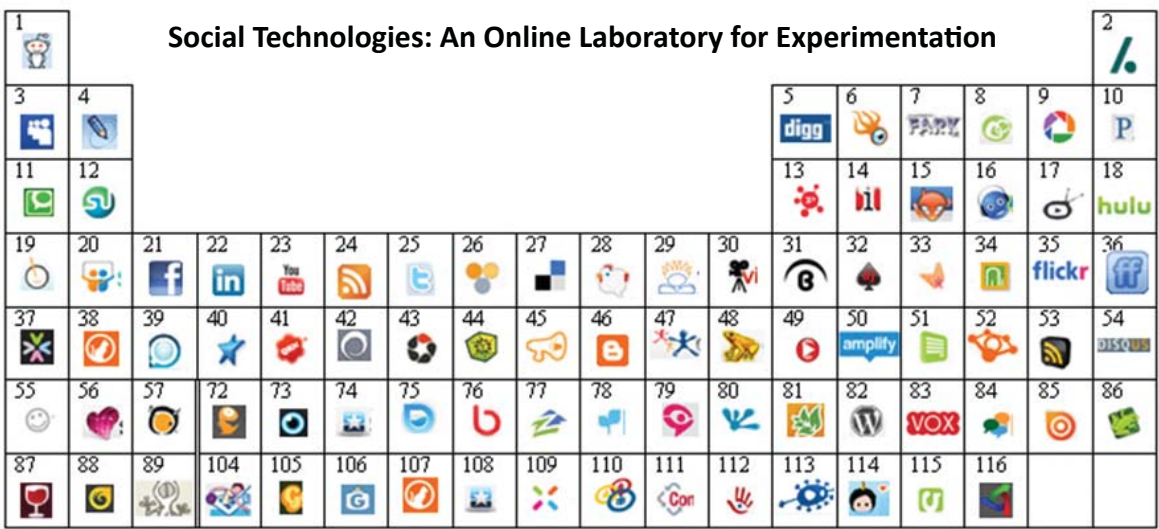 Social Technologies: An Online Laboratory for Experimentation
1 2
3 4 5 6 7 8 9 10
digg FARK P
11 12 13 14 15 16 17 18
hulu
19 20 21 22 23 24 25 26 27 28 29 30 31 32 33 34 35 36
f in You Tube t vi flickr ff
37 38 39 40 41 42 43 44 45 46 47 48 49 50 51 52 53 54
B amplify DISQUS
55 56 57 72 73 74 75 76 77 78 79 80 81 82 83 84 85 86
b W VOX
87 88 89 104 105 106 107 108 109 110 111 112 113 114 115 116
G Con